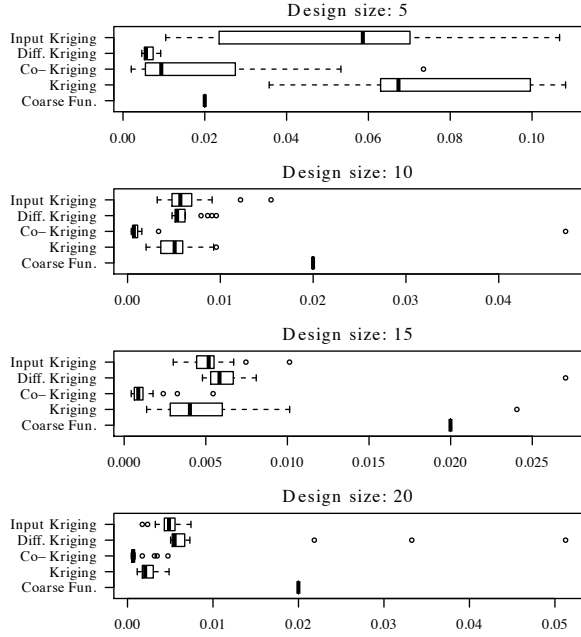 Design size: 5
Input Kriging
Diff. Kriging
Co– Kriging
Kriging
Coarse Fun.
0.00 0.02 0.04 0.06 0.08 0.10
Design size: 10
Input Kriging
Diff. Kriging
Co– Kriging
Kriging
Coarse Fun.
0.00 0.01 0.02 0.03 0.04
Design size: 15
Input Kriging
Diff. Kriging
Co– Kriging
Kriging
Coarse Fun.
0.000 0.005 0.010 0.015 0.020 0.025
Design size: 20
Input Kriging
Diff. Kriging
Co– Kriging
Kriging
Coarse Fun.
0.00 0.01 0.02 0.03 0.04 0.05